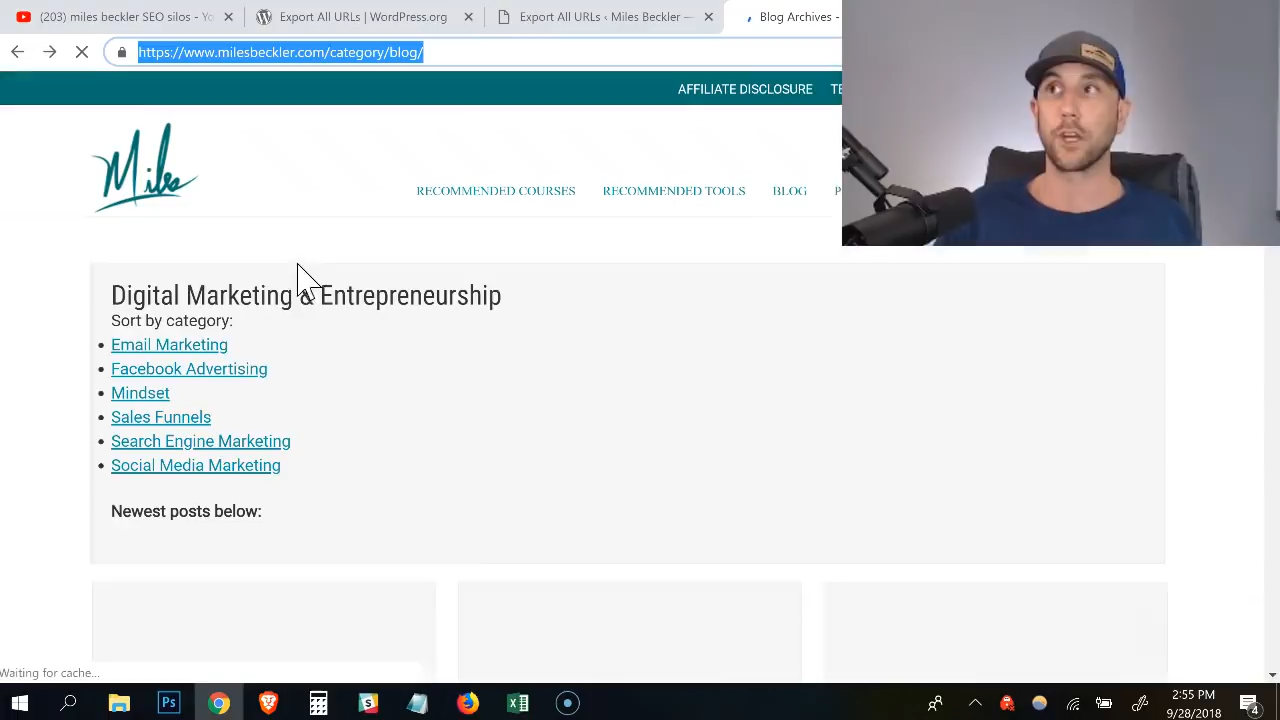 (203) miles beckler SEO silos - Y
Export All URLs | WordPress.org
Export All URLs ‹ Miles Beckler —
Blog Archives -
https://www.milesbeckler.com/category/blog/
AFFILIATE DISCLOSURE
TE
Miles
RECOMMENDED COURSES
RECOMMENDED TOOLS
BLOG
P
Digital Marketing & Entrepreneurship
Sort by category:
Email Marketing
Facebook Advertising
Mindset
Sales Funnels
Search Engine Marketing
Social Media Marketing
Newest posts below:
Waiting for cache...
Ps
2:55 PM
9/28/2018
4